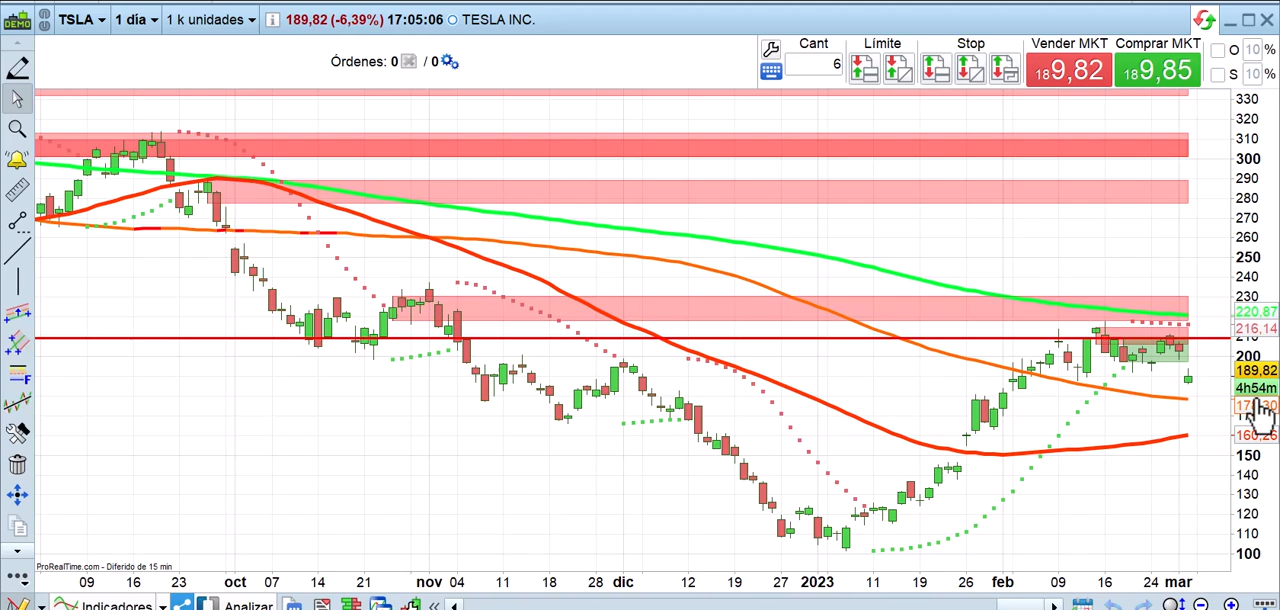 DEMO TSLA 1 día 1 k unidades 189,82 (-6,39%) 17:05:06 TESLA INC.
Órdenes: 0 / 0
Cant Límite Stop Vender MKT Comprar MKT O 10 %
6 189,82 189,85 S 10 %
330
320
310
300
290
280
270
260
250
240
230
220,87
216,14
210
200
189,82
4h54m
160,26
150
140
130
120
110
100
ProRealTime.com - Diferido de 15 min
09 16 23 oct 07 14 21 nov 04 11 18 28 dic 12 19 27 2023 11 19 26 feb 09 16 24 mar
Indicadores Analizar